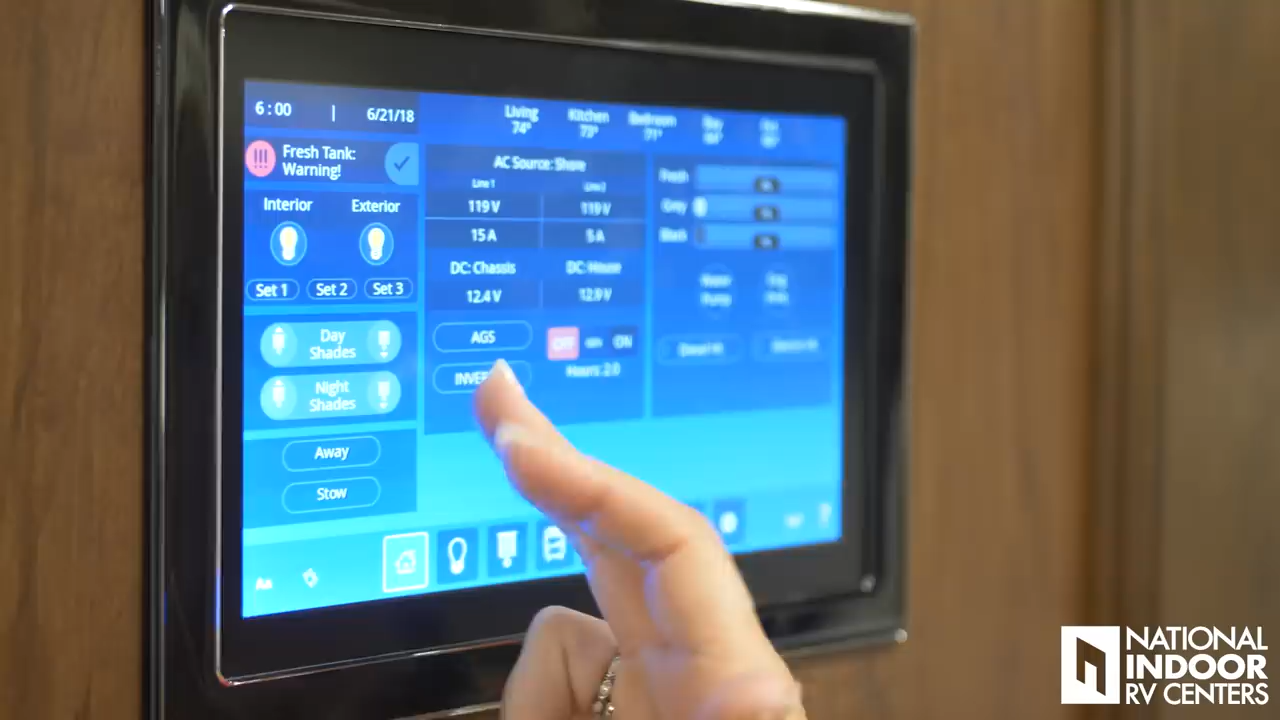 6:00 | 6/21/18
Living Kitchen Bedroom
74° 73° 71°
Fresh Tank:
Warning!
Interior Exterior
Set 1 Set 2 Set 3
Day
Shades
Night
Shades
Away
Stow
AC Source: Shore
Line 1 Line 2
119 V 119 V
15 A 5 A
DC: Chassis DC: House
12.4 V 12.9 V
AGS OFF ON
Hours: 2.0
Fresh
Grey
Black
Water
Pump
Aa
NATIONAL
INDOOR
RV CENTERS